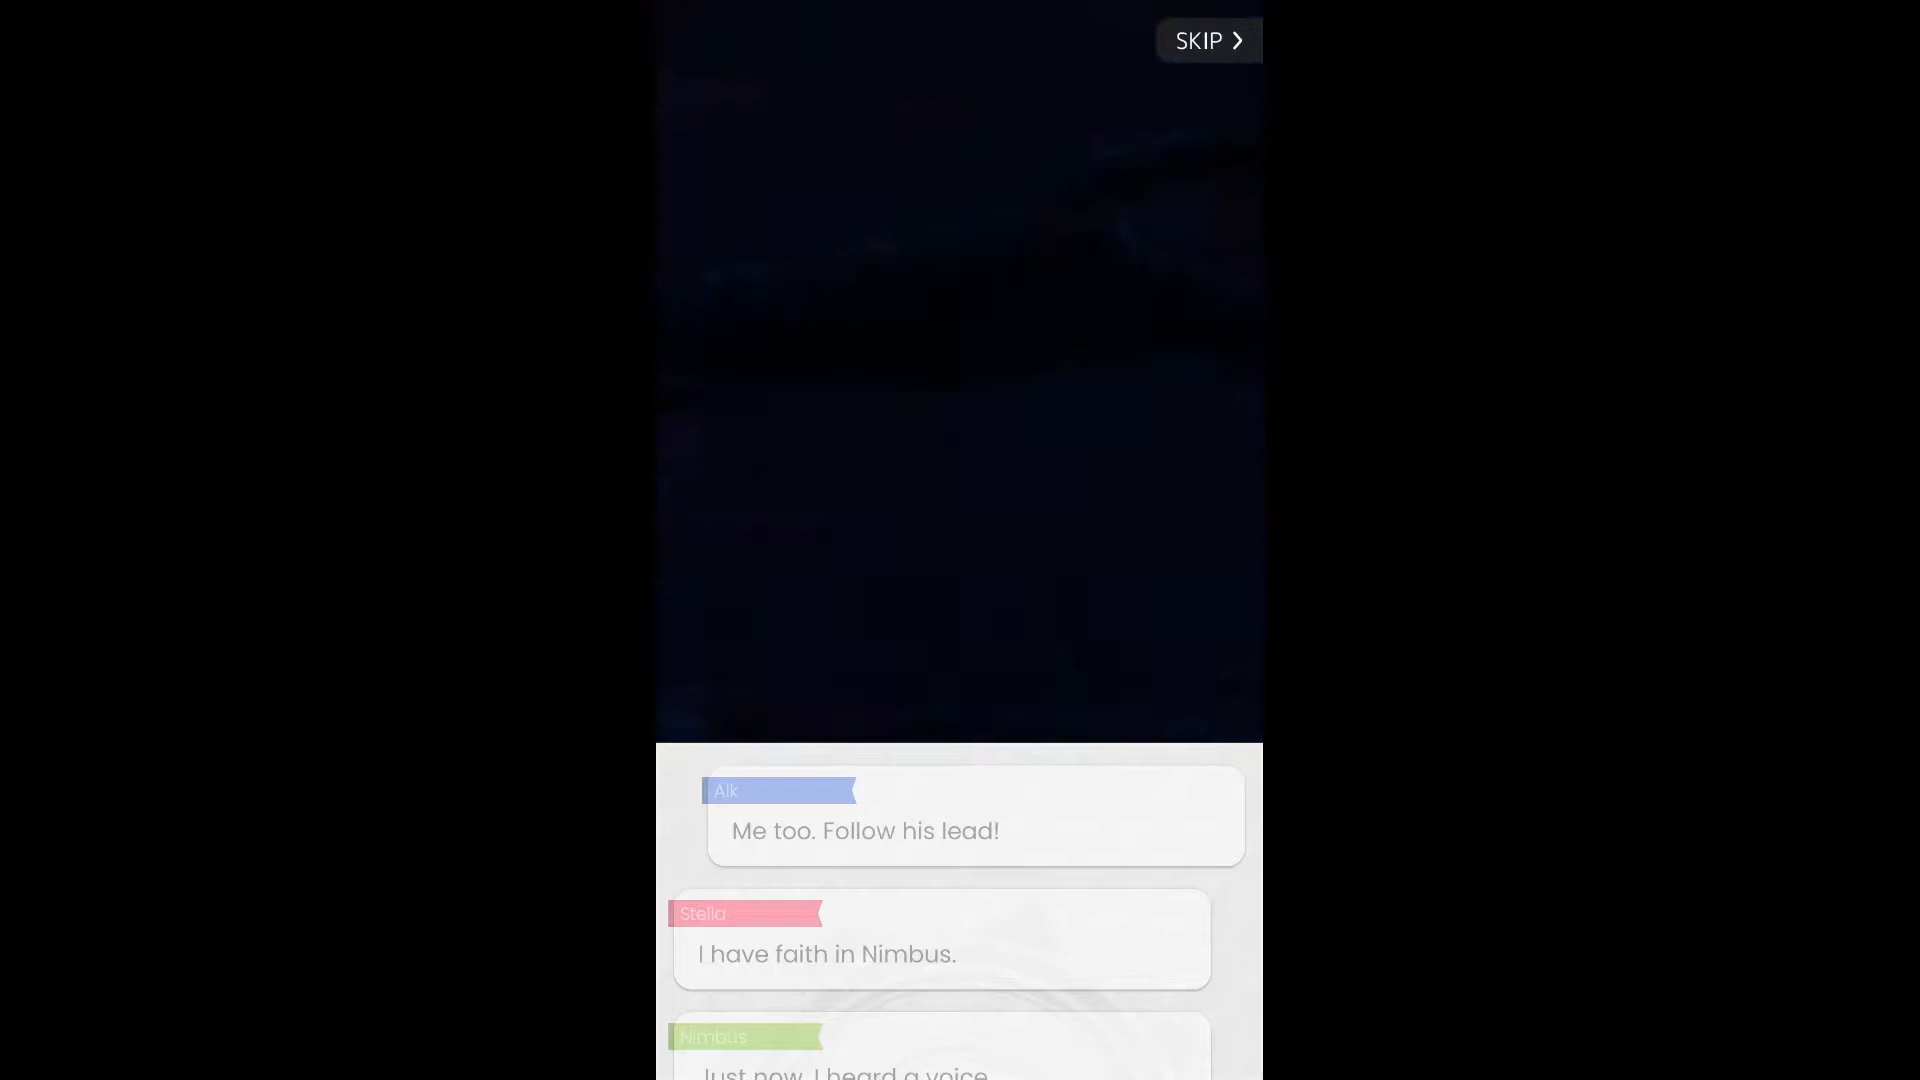 SKIP
Alk
Me too. Follow his lead!
Stella
I have faith in Nimbus.
Nimbus
Just now, I heard a voice